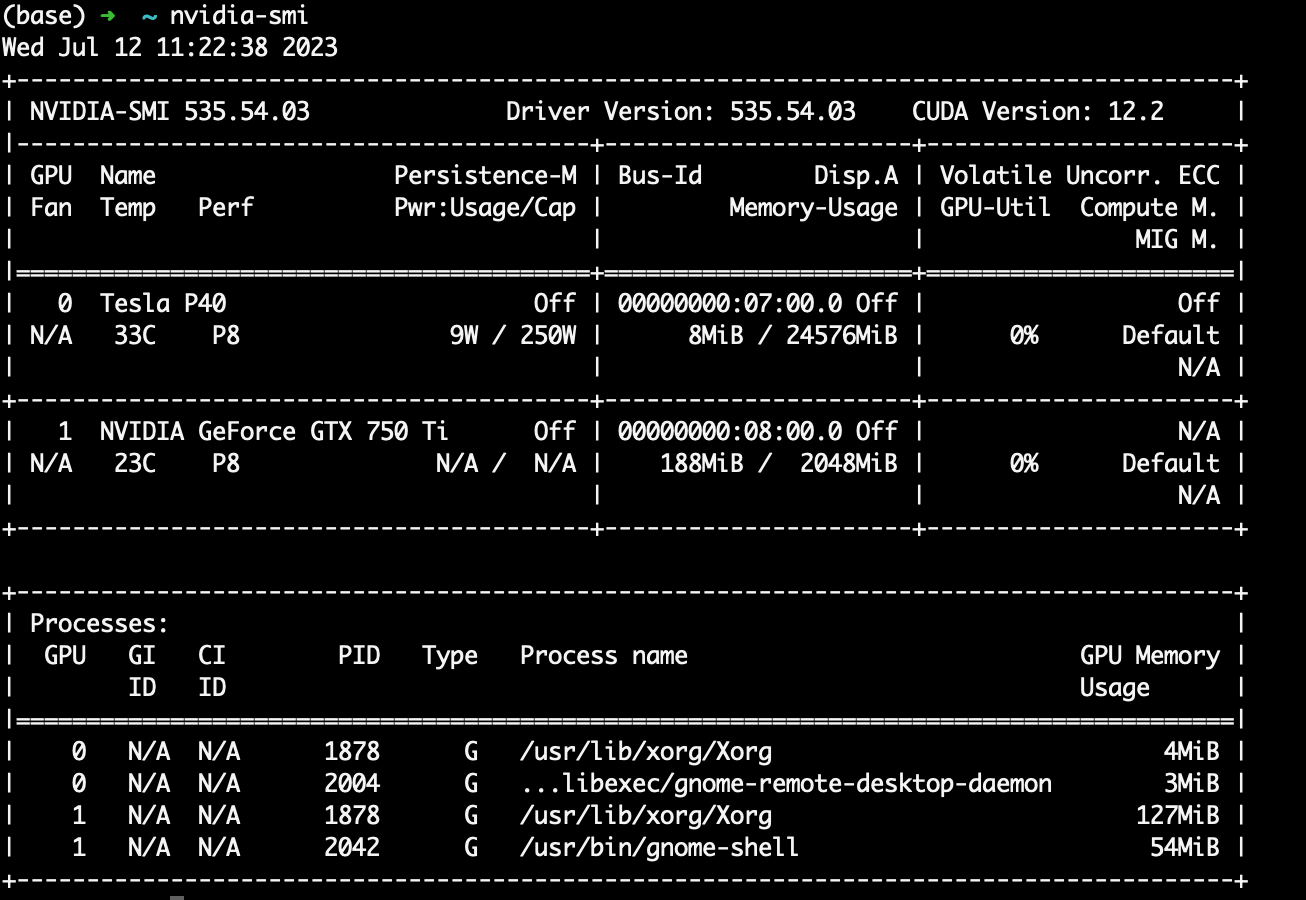 (base) ➜  ~ nvidia-smi
Wed Jul 12 11:22:38 2023
+---------------------------------------------------------------------------------------+
| NVIDIA-SMI 535.54.03              Driver Version: 535.54.03    CUDA Version: 12.2     |
|-----------------------------------------+----------------------+----------------------+
| GPU  Name                 Persistence-M | Bus-Id        Disp.A | Volatile Uncorr. ECC |
| Fan  Temp   Perf          Pwr:Usage/Cap |         Memory-Usage | GPU-Util  Compute M. |
|                                         |                      |               MIG M. |
|=========================================+======================+======================|
|   0  Tesla P40                      Off | 00000000:07:00.0 Off |                  Off |
| N/A   33C    P8               9W / 250W |      8MiB / 24576MiB |      0%      Default |
|                                         |                      |                  N/A |
+-----------------------------------------+----------------------+----------------------+
|   1  NVIDIA GeForce GTX 750 Ti      Off | 00000000:08:00.0 Off |                  N/A |
| N/A   23C    P8              N/A /  N/A |    188MiB /  2048MiB |      0%      Default |
|                                         |                      |                  N/A |
+-----------------------------------------+----------------------+----------------------+

+---------------------------------------------------------------------------------------+
| Processes:                                                                            |
|  GPU   GI   CI        PID   Type   Process name                            GPU Memory |
|        ID   ID                                                             Usage      |
|=======================================================================================|
|    0   N/A  N/A      1878      G   /usr/lib/xorg/Xorg                            4MiB |
|    0   N/A  N/A      2004      G   ...libexec/gnome-remote-desktop-daemon        3MiB |
|    1   N/A  N/A      1878      G   /usr/lib/xorg/Xorg                          127MiB |
|    1   N/A  N/A      2042      G   /usr/bin/gnome-shell                         54MiB |
+---------------------------------------------------------------------------------------+